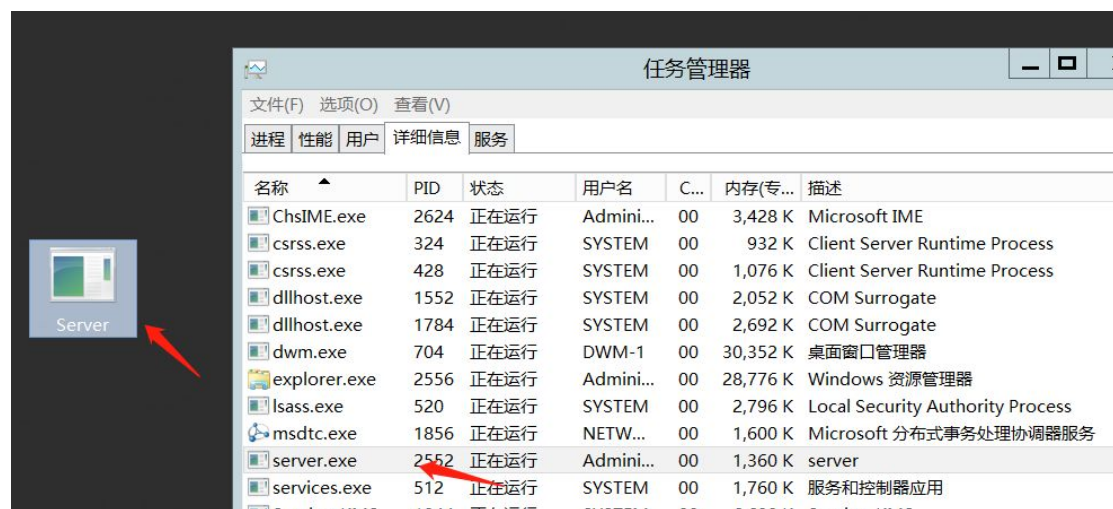 任务管理器
文件(F) 选项(O) 查看(V)
进程 性能 用户 详细信息 服务
名称 PID 状态 用户名 C... 内存(专... 描述
ChsIME.exe 2624 正在运行 Admini... 00 3,428 K Microsoft IME
csrss.exe 324 正在运行 SYSTEM 00 932 K Client Server Runtime Process
csrss.exe 428 正在运行 SYSTEM 00 1,076 K Client Server Runtime Process
dllhost.exe 1552 正在运行 SYSTEM 00 2,052 K COM Surrogate
dllhost.exe 1784 正在运行 SYSTEM 00 2,692 K COM Surrogate
Server
dwm.exe 704 正在运行 DWM-1 00 30,352 K 桌面窗口管理器
explorer.exe 2556 正在运行 Admini... 00 28,776 K Windows 资源管理器
lsass.exe 520 正在运行 SYSTEM 00 2,796 K Local Security Authority Process
msdtc.exe 1856 正在运行 NETW... 00 1,600 K Microsoft 分布式事务处理协调器服务
server.exe 2552 正在运行 Admini... 00 1,360 K server
services.exe 512 正在运行 SYSTEM 00 1,760 K 服务和控制器应用